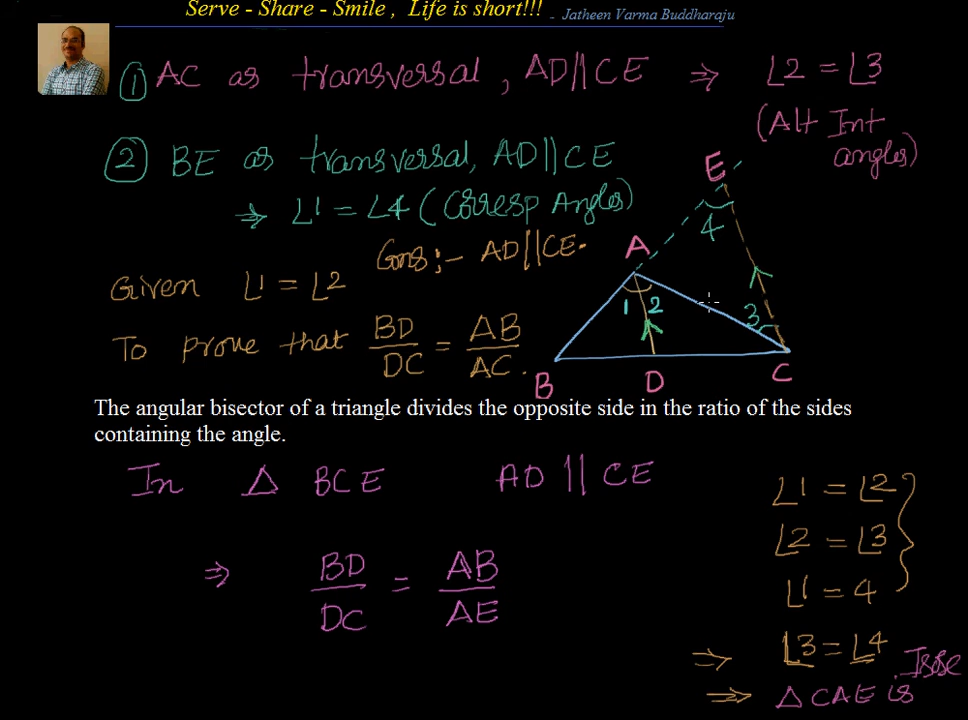 Serve - Share - Smile , Life is short!!! - Jatheen Varma Buddharaju
① AC as transversal, AD||CE ⇒ ∠2 = ∠3
(Alt Int angles)
② BE as transversal, AD||CE
⇒ ∠1 = ∠4 (Corresp Angles)
Cons :- AD||CE.
Given ∠1 = ∠2
To prove that BD/DC = AB/AC.
E
4
A
1 2
3
B D C
The angular bisector of a triangle divides the opposite side in the ratio of the sides
containing the angle.
In △ BCE AD || CE
⇒ BD/DC = AB/AE
∠1 = ∠2
∠2 = ∠3
∠1 = 4
⇒ ∠3 = ∠4
⇒ △ CAE is Isose